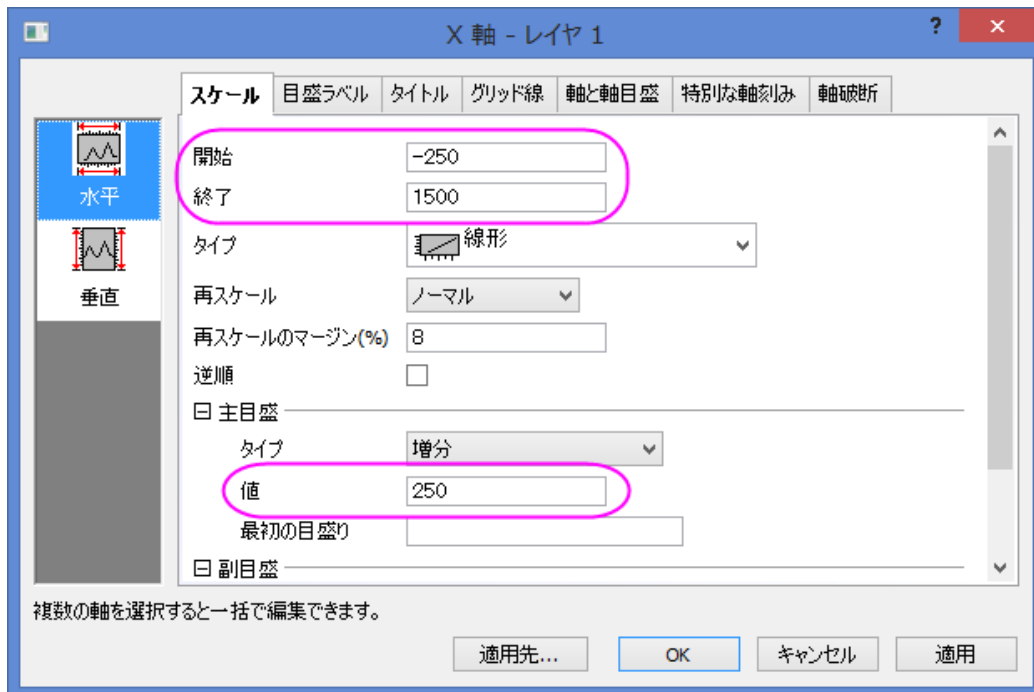 X 軸 - レイヤ 1
?
スケール 目盛ラベル タイトル グリッド線 軸と軸目盛 特別な軸刻み 軸破断
水平
垂直
開始 -250
終了 1500
タイプ 線形
再スケール ノーマル
再スケールのマージン(%) 8
逆順
主目盛
タイプ 増分
値 250
最初の目盛り
副目盛
複数の軸を選択すると一括で編集できます。
適用先... OK キャンセル 適用